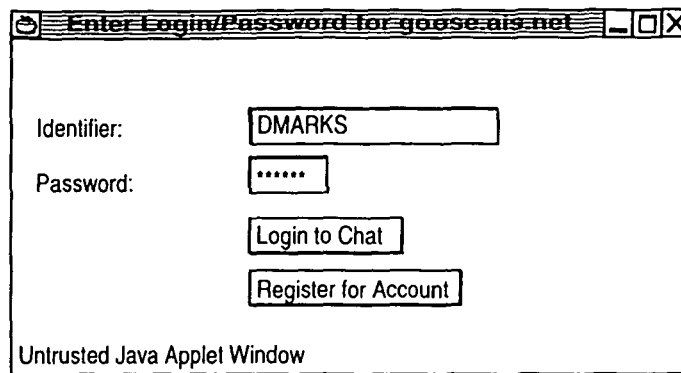 Enter Login/Password for goose.ais.net
Identifier: DMARKS
Password: ******
Login to Chat
Register for Account
Untrusted Java Applet Window